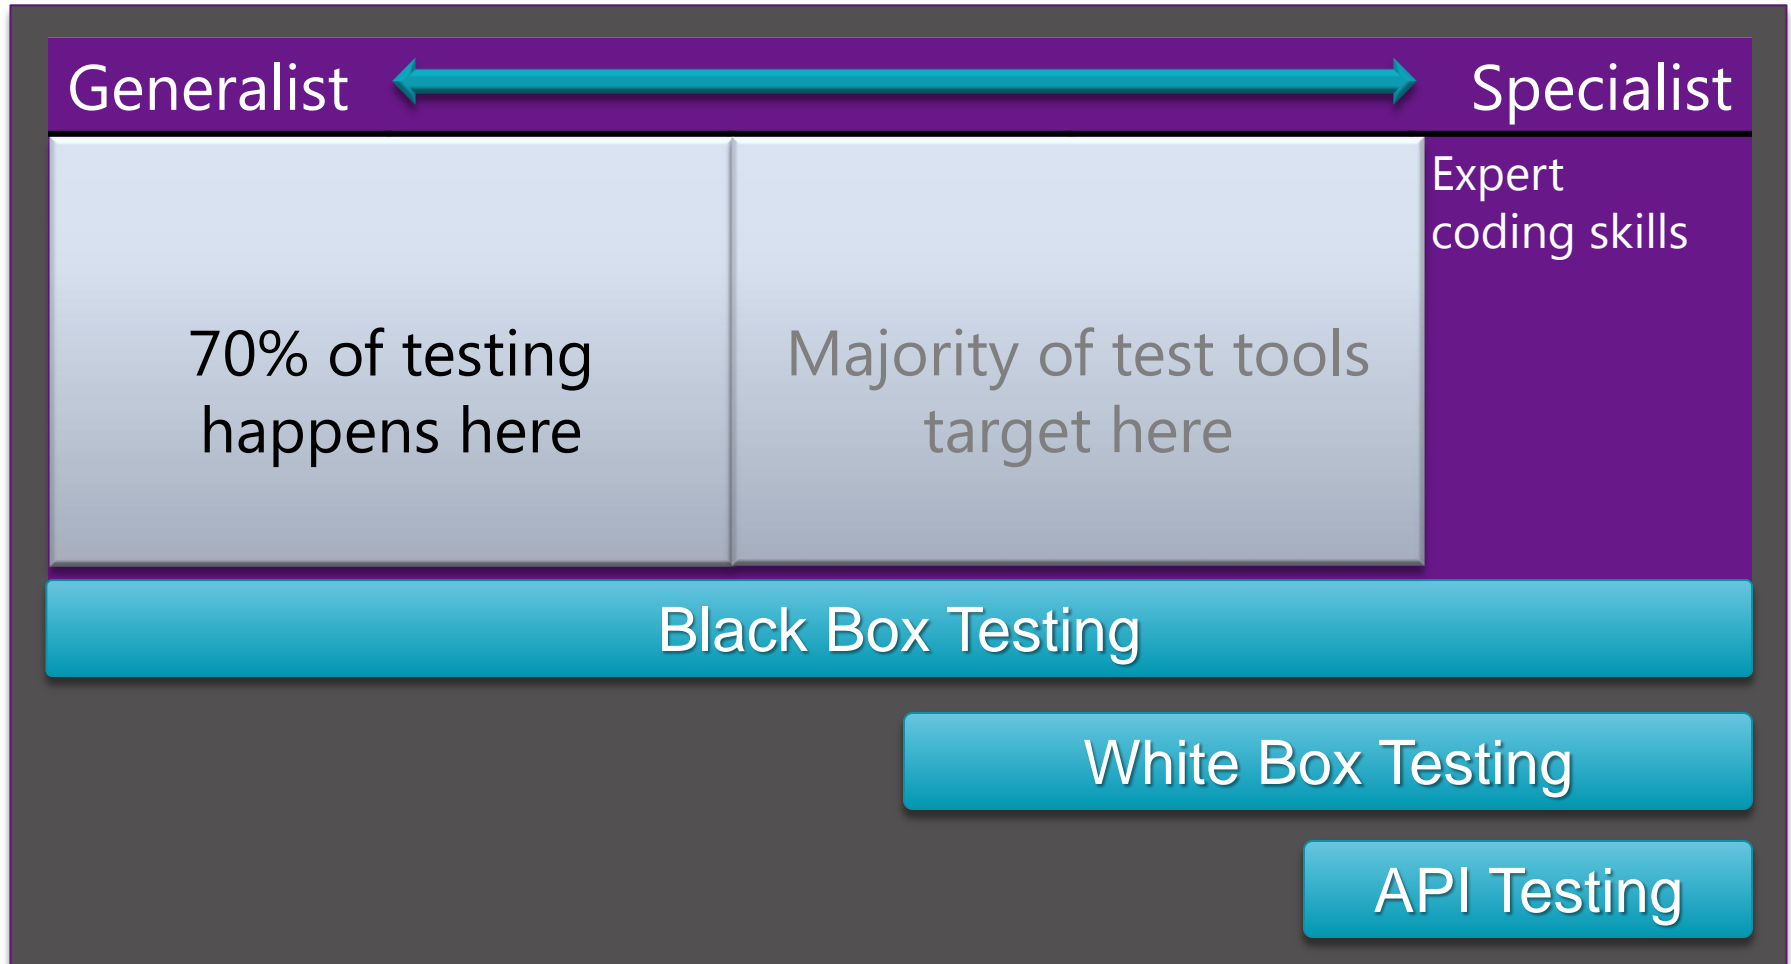 Generalist
Specialist
70% of testing
happens here
Majority of test tools
target here
Expert
coding skills
Black Box Testing
White Box Testing
API Testing